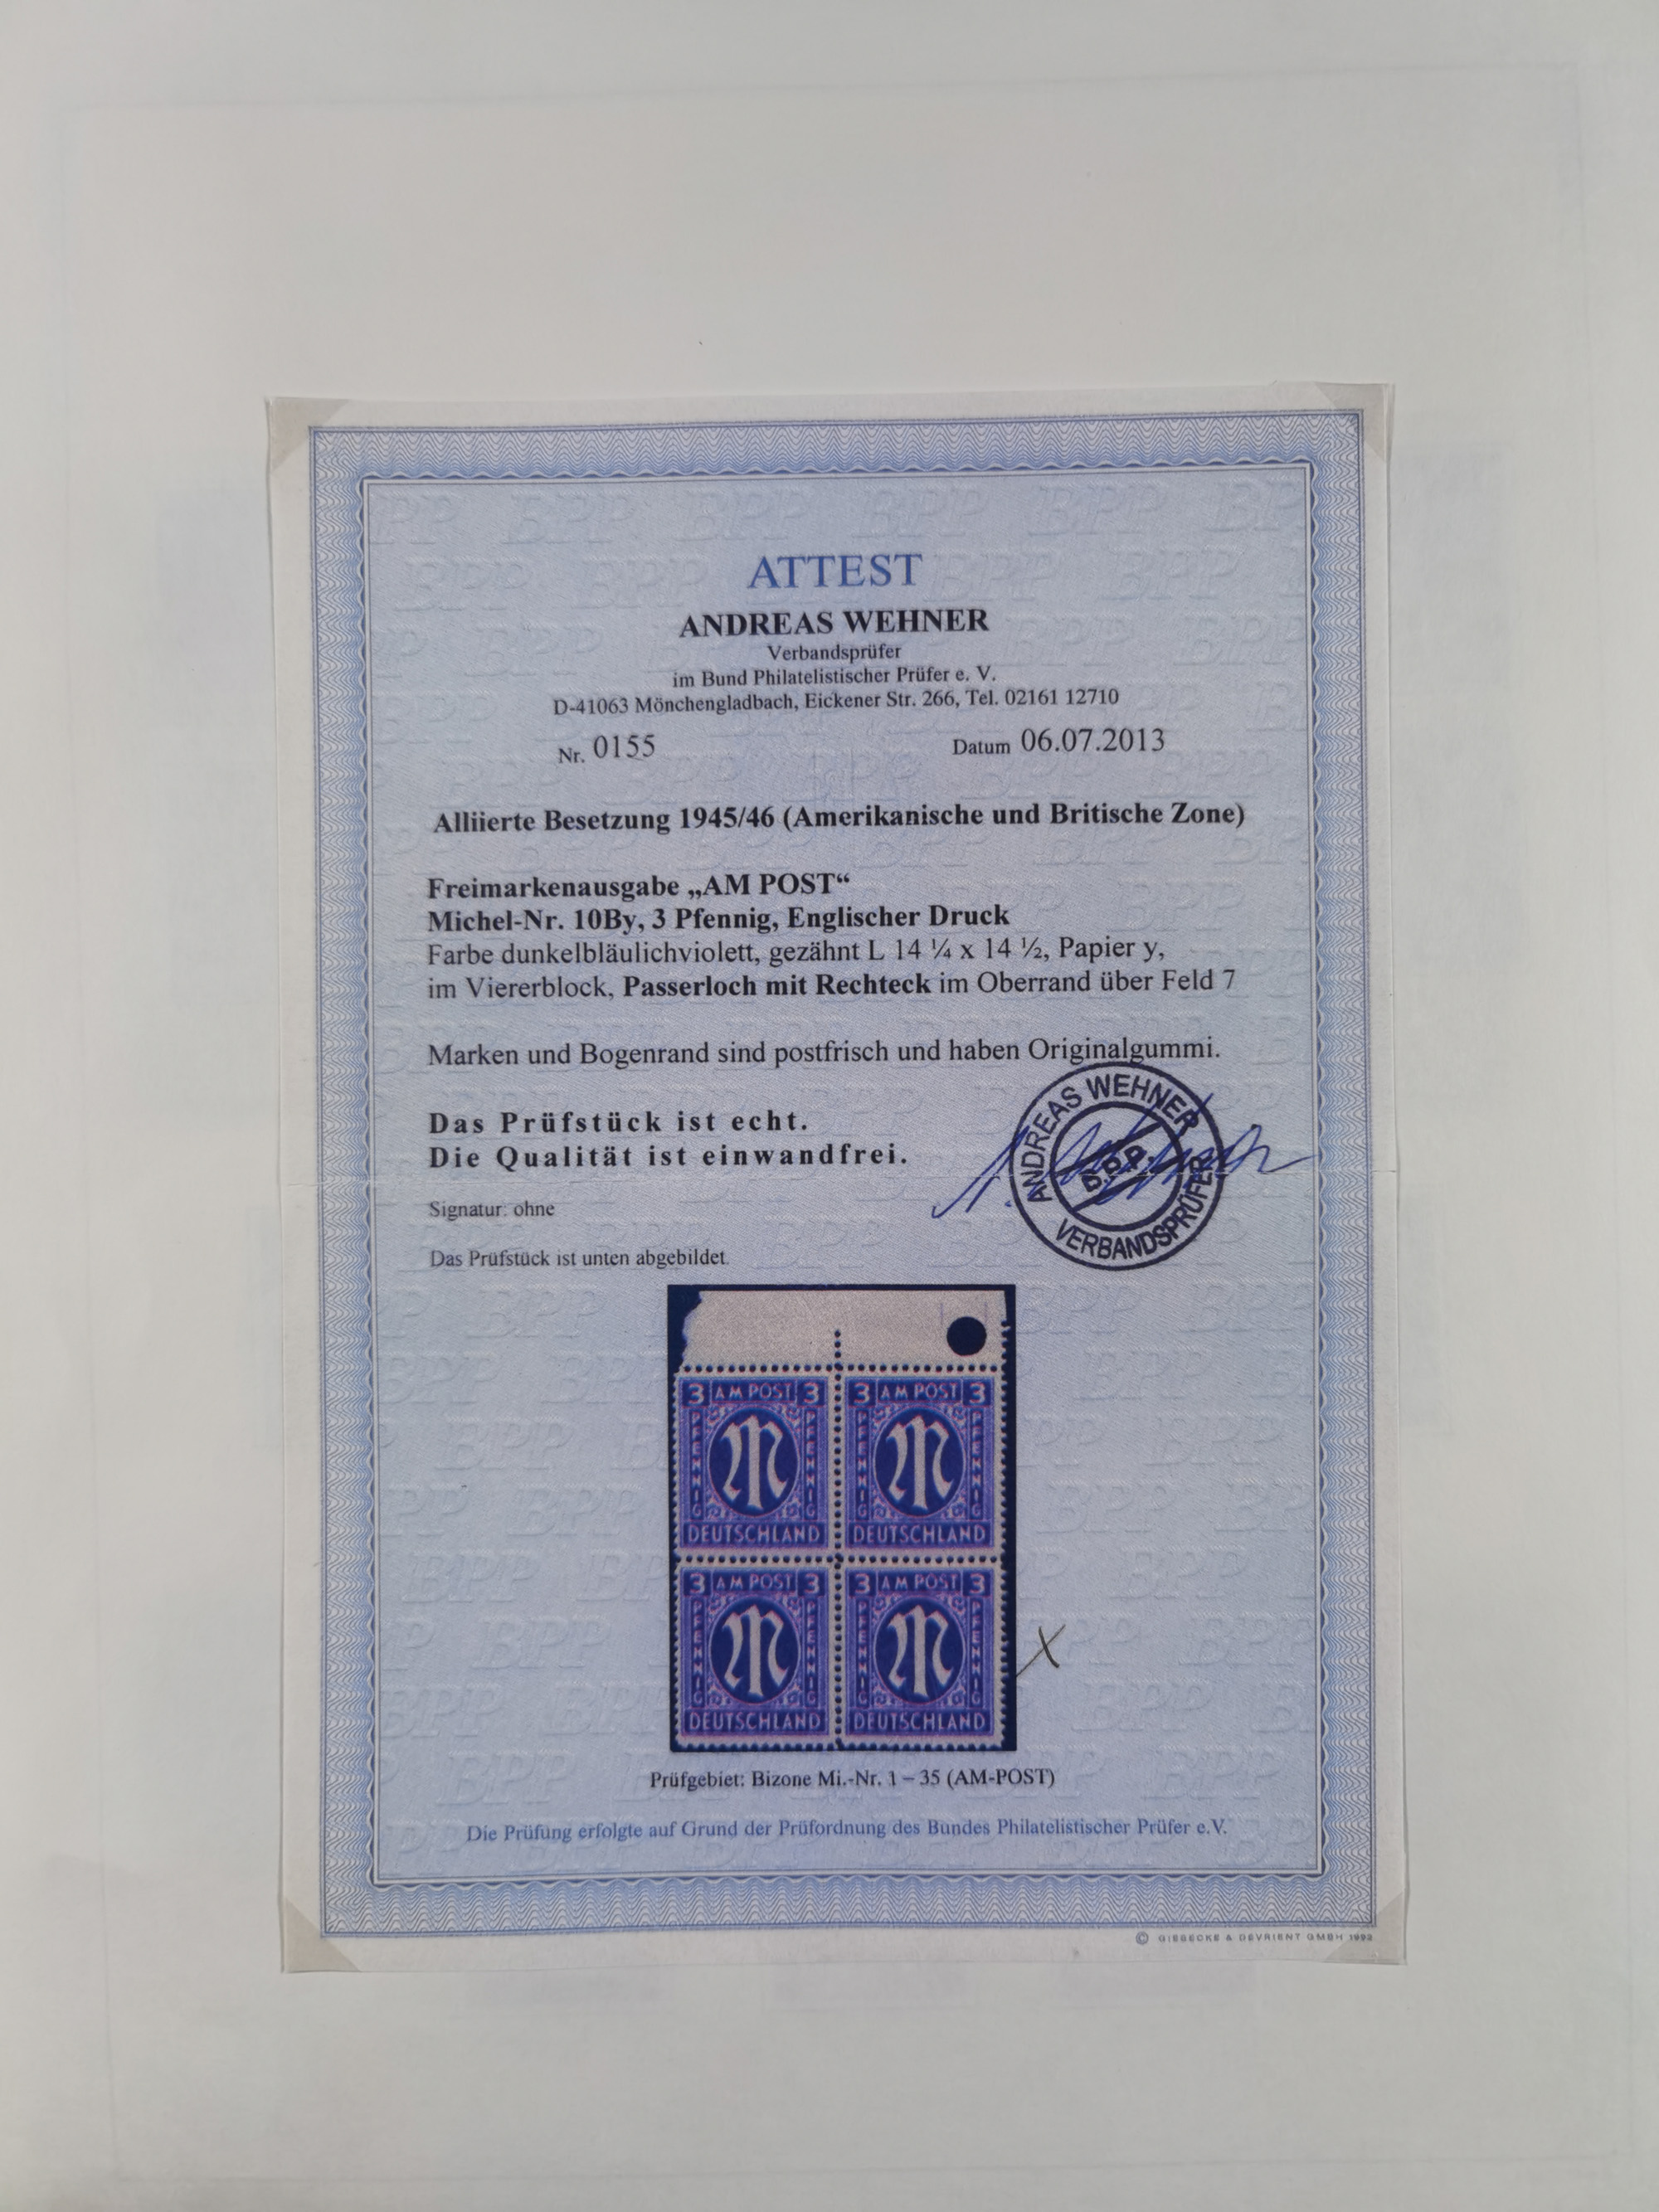 ATTEST
ANDREAS WEHNER
Verbandsprüfer
im Bund Philatelistischer Prüfer e. V.
D-41063 Mönchengladbach, Eickener Str. 266, Tel. 02161 12710
Nr. 0155 Datum 06.07.2013
Alliierte Besetzung 1945/46 (Amerikanische und Britische Zone)
Freimarkenausgabe „AM POST“
Michel-Nr. 10By, 3 Pfennig, Englischer Druck
Farbe dunkelbläulichviolett, gezähnt L 14 ¼ x 14 ½, Papier y,
im Viererblock, Passerloch mit Rechteck im Oberrand über Feld 7
Marken und Bogenrand sind postfrisch und haben Originalgummi.
Das Prüfstück ist echt.
Die Qualität ist einwandfrei.
ANDREAS WEHNER
B.P.P.
VERBANDSPRÜFER
Signatur: ohne
Das Prüfstück ist unten abgebildet.
3 AM POST 3 3 AM POST 3
PFENNIG PFENNIG PFENNIG PFENNIG
M M
DEUTSCHLAND DEUTSCHLAND
3 AM POST 3 3 AM POST 3
PFENNIG PFENNIG PFENNIG PFENNIG
M M
DEUTSCHLAND DEUTSCHLAND
X
Prüfgebiet: Bizone Mi.-Nr. 1 – 35 (AM-POST)
Die Prüfung erfolgte auf Grund der Prüfordnung des Bundes Philatelistischer Prüfer e.V.
© GIESECKE & DEVRIENT GMBH 1992